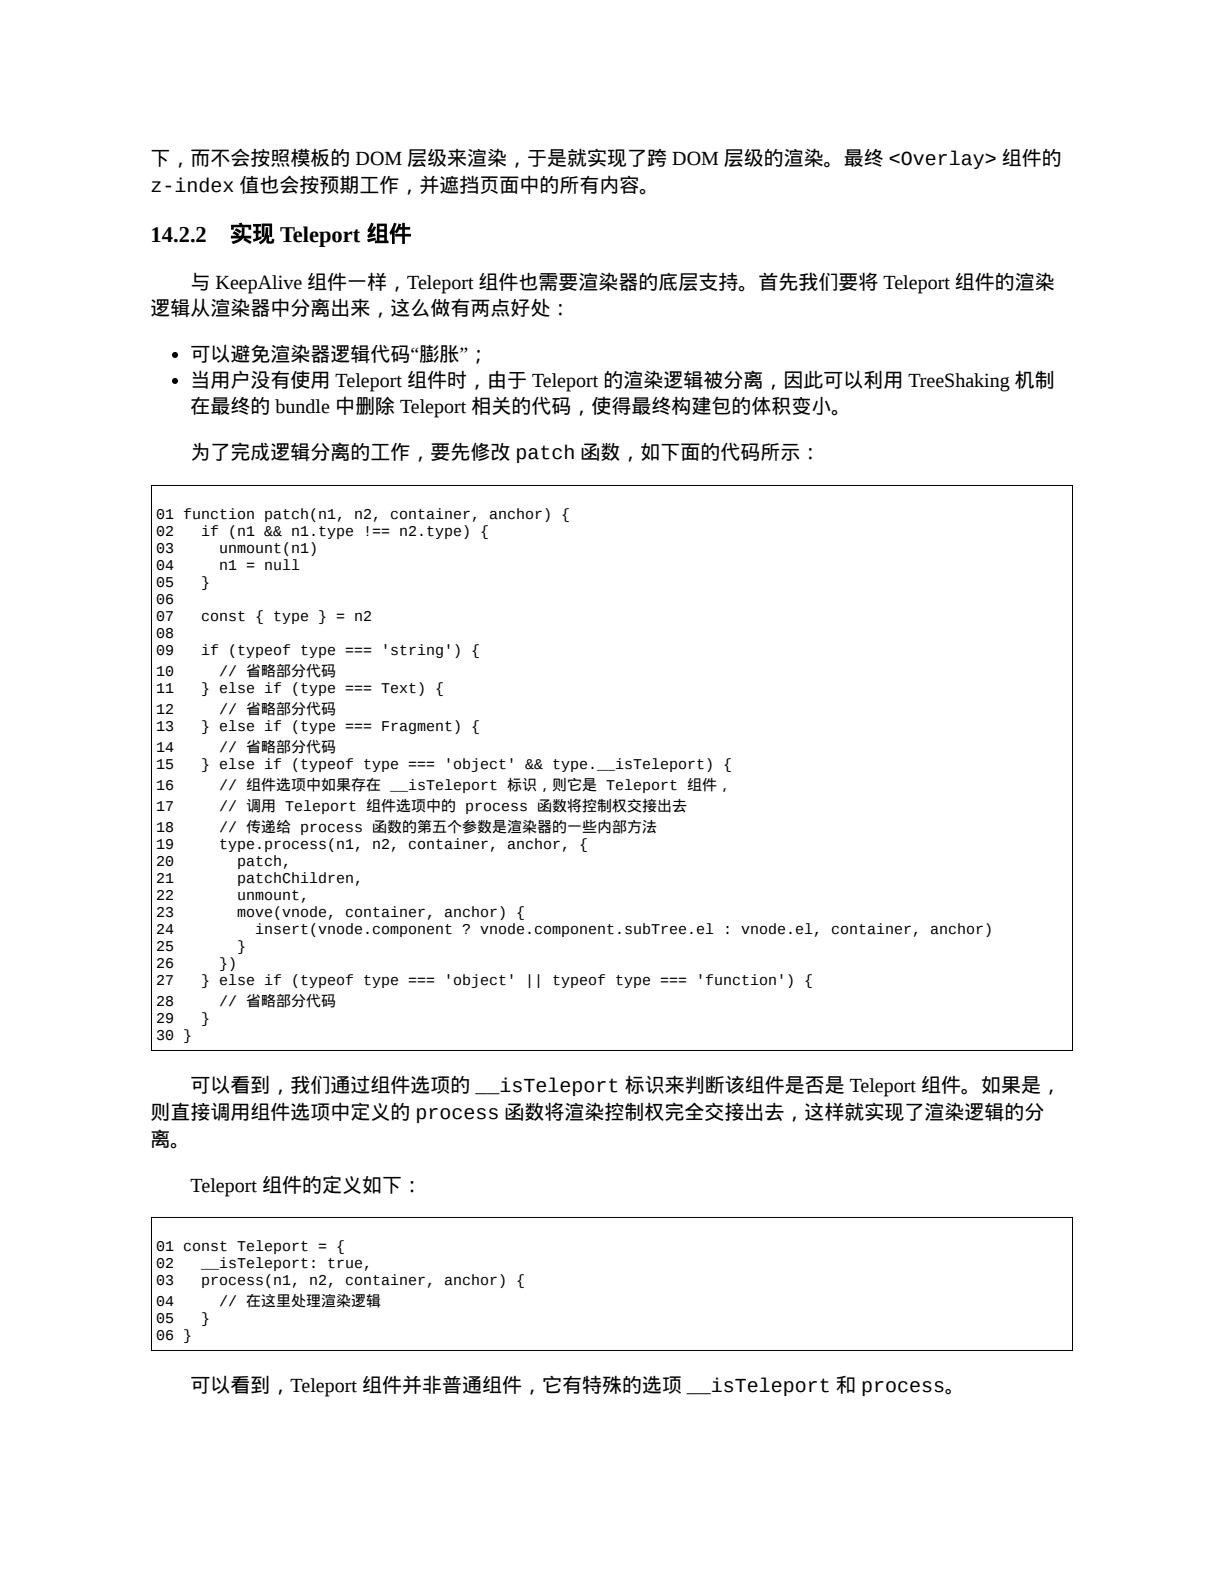 下，而不会按照模板的 DOM 层级来渲染，于是就实现了跨 DOM 层级的渲染。最终 <Overlay> 组件的
z-index 值也会按预期工作，并遮挡页面中的所有内容。
14.2.2 实现 Teleport 组件
与 KeepAlive 组件一样，Teleport 组件也需要渲染器的底层支持。首先我们要将 Teleport 组件的渲染
逻辑从渲染器中分离出来，这么做有两点好处：
• 可以避免渲染器逻辑代码“膨胀”；
• 当用户没有使用 Teleport 组件时，由于 Teleport 的渲染逻辑被分离，因此可以利用 TreeShaking 机制
在最终的 bundle 中删除 Teleport 相关的代码，使得最终构建包的体积变小。
为了完成逻辑分离的工作，要先修改 patch 函数，如下面的代码所示：
01 function patch(n1, n2, container, anchor) {
02   if (n1 && n1.type !== n2.type) {
03     unmount(n1)
04     n1 = null
05   }
06
07   const { type } = n2
08
09   if (typeof type === 'string') {
10     // 省略部分代码
11   } else if (type === Text) {
12     // 省略部分代码
13   } else if (type === Fragment) {
14     // 省略部分代码
15   } else if (typeof type === 'object' && type.__isTeleport) {
16     // 组件选项中如果存在 __isTeleport 标识，则它是 Teleport 组件，
17     // 调用 Teleport 组件选项中的 process 函数将控制权交接出去
18     // 传递给 process 函数的第五个参数是渲染器的一些内部方法
19     type.process(n1, n2, container, anchor, {
20       patch,
21       patchChildren,
22       unmount,
23       move(vnode, container, anchor) {
24         insert(vnode.component ? vnode.component.subTree.el : vnode.el, container, anchor)
25       }
26     })
27   } else if (typeof type === 'object' || typeof type === 'function') {
28     // 省略部分代码
29   }
30 }
可以看到，我们通过组件选项的 __isTeleport 标识来判断该组件是否是 Teleport 组件。如果是，
则直接调用组件选项中定义的 process 函数将渲染控制权完全交接出去，这样就实现了渲染逻辑的分
离。
Teleport 组件的定义如下：
01 const Teleport = {
02   __isTeleport: true,
03   process(n1, n2, container, anchor) {
04     // 在这里处理渲染逻辑
05   }
06 }
可以看到，Teleport 组件并非普通组件，它有特殊的选项 __isTeleport 和 process。